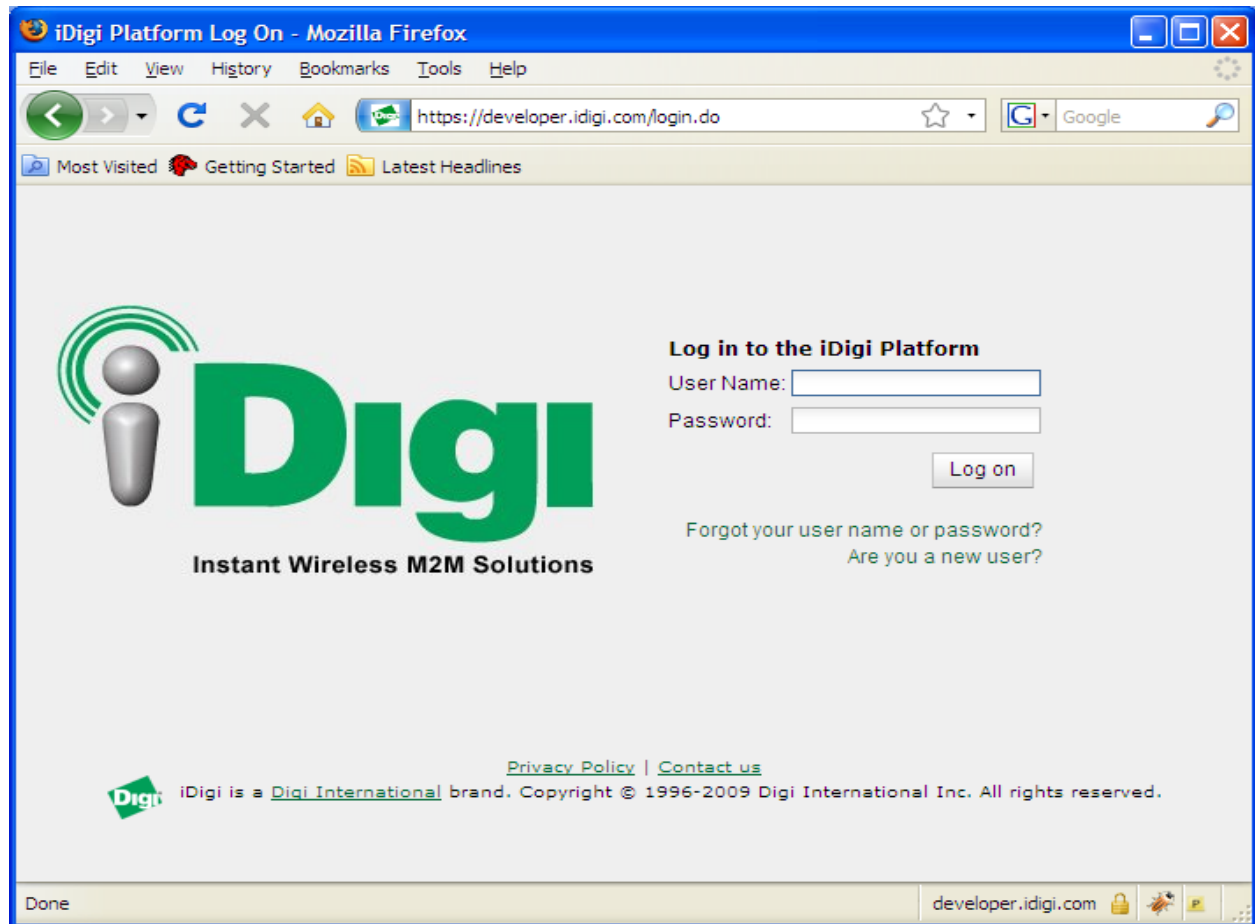 iDigi Platform Log On - Mozilla Firefox
File Edit View History Bookmarks Tools Help
https://developer.idigi.com/login.do
G Google
Most Visited Getting Started Latest Headlines
iDigi
Instant Wireless M2M Solutions
Log in to the iDigi Platform
User Name:
Password:
Log on
Forgot your user name or password?
Are you a new user?
Privacy Policy | Contact us
Digi iDigi is a Digi International brand. Copyright © 1996-2009 Digi International Inc. All rights reserved.
Done developer.idigi.com P